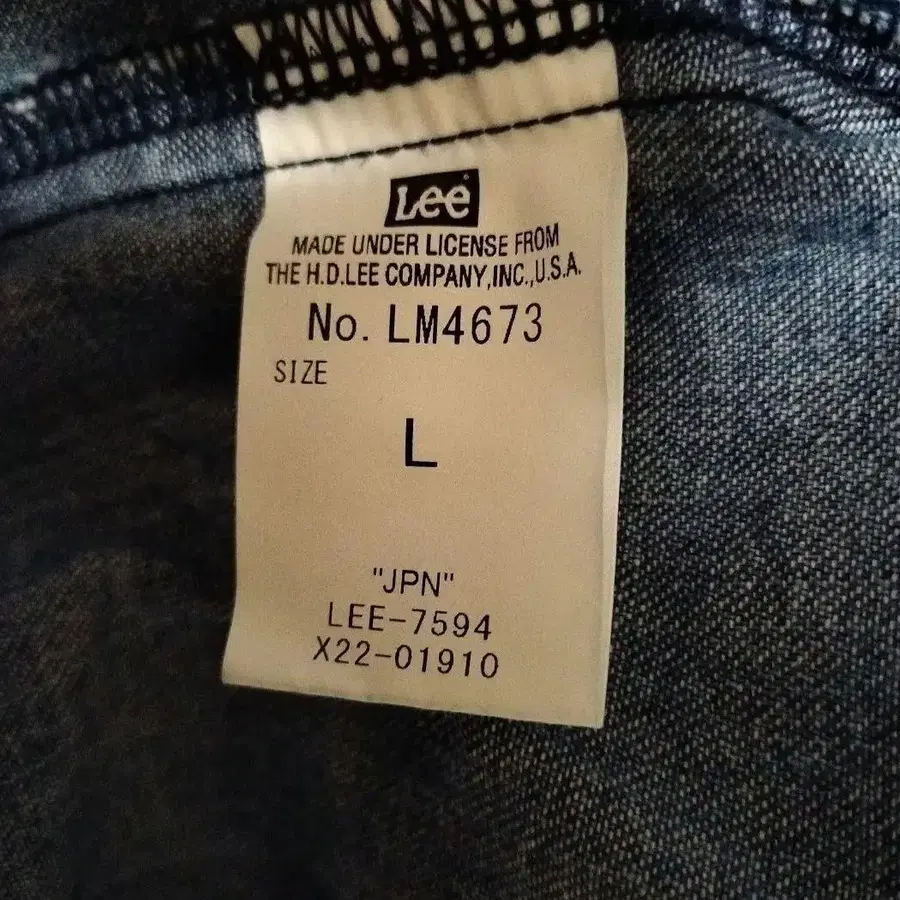 Lee
MADE UNDER LICENSE FROM
THE H.D.LEE COMPANY,INC.,U.S.A.
No. LM4673
SIZE
L
"JPN"
LEE-7594
X22-01910